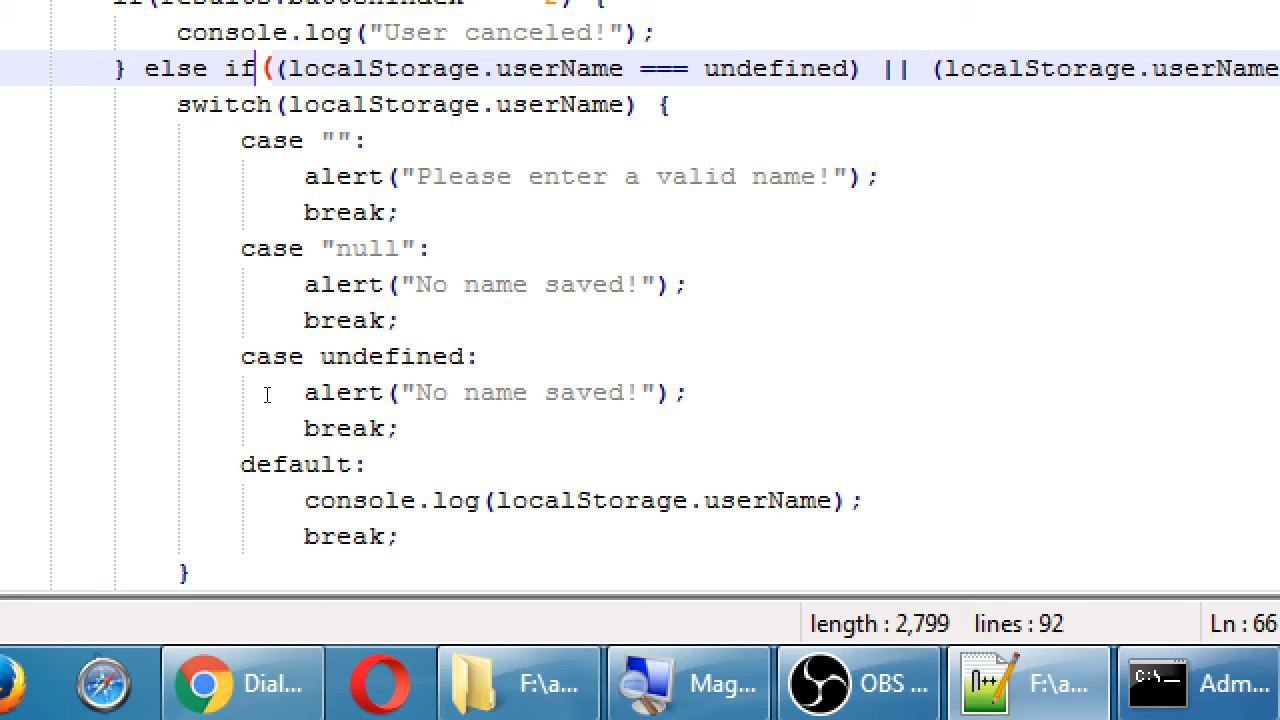 console.log("User canceled!");
} else if((localStorage.userName === undefined) || (localStorage.userName
switch(localStorage.userName) {
case "":
alert("Please enter a valid name!");
break;
case "null":
alert("No name saved!");
break;
case undefined:
alert("No name saved!");
break;
default:
console.log(localStorage.userName);
break;
}
length : 2,799 lines : 92 Ln : 66
Dial... F:\a... Mag... OBS ... F:\a... Adm...